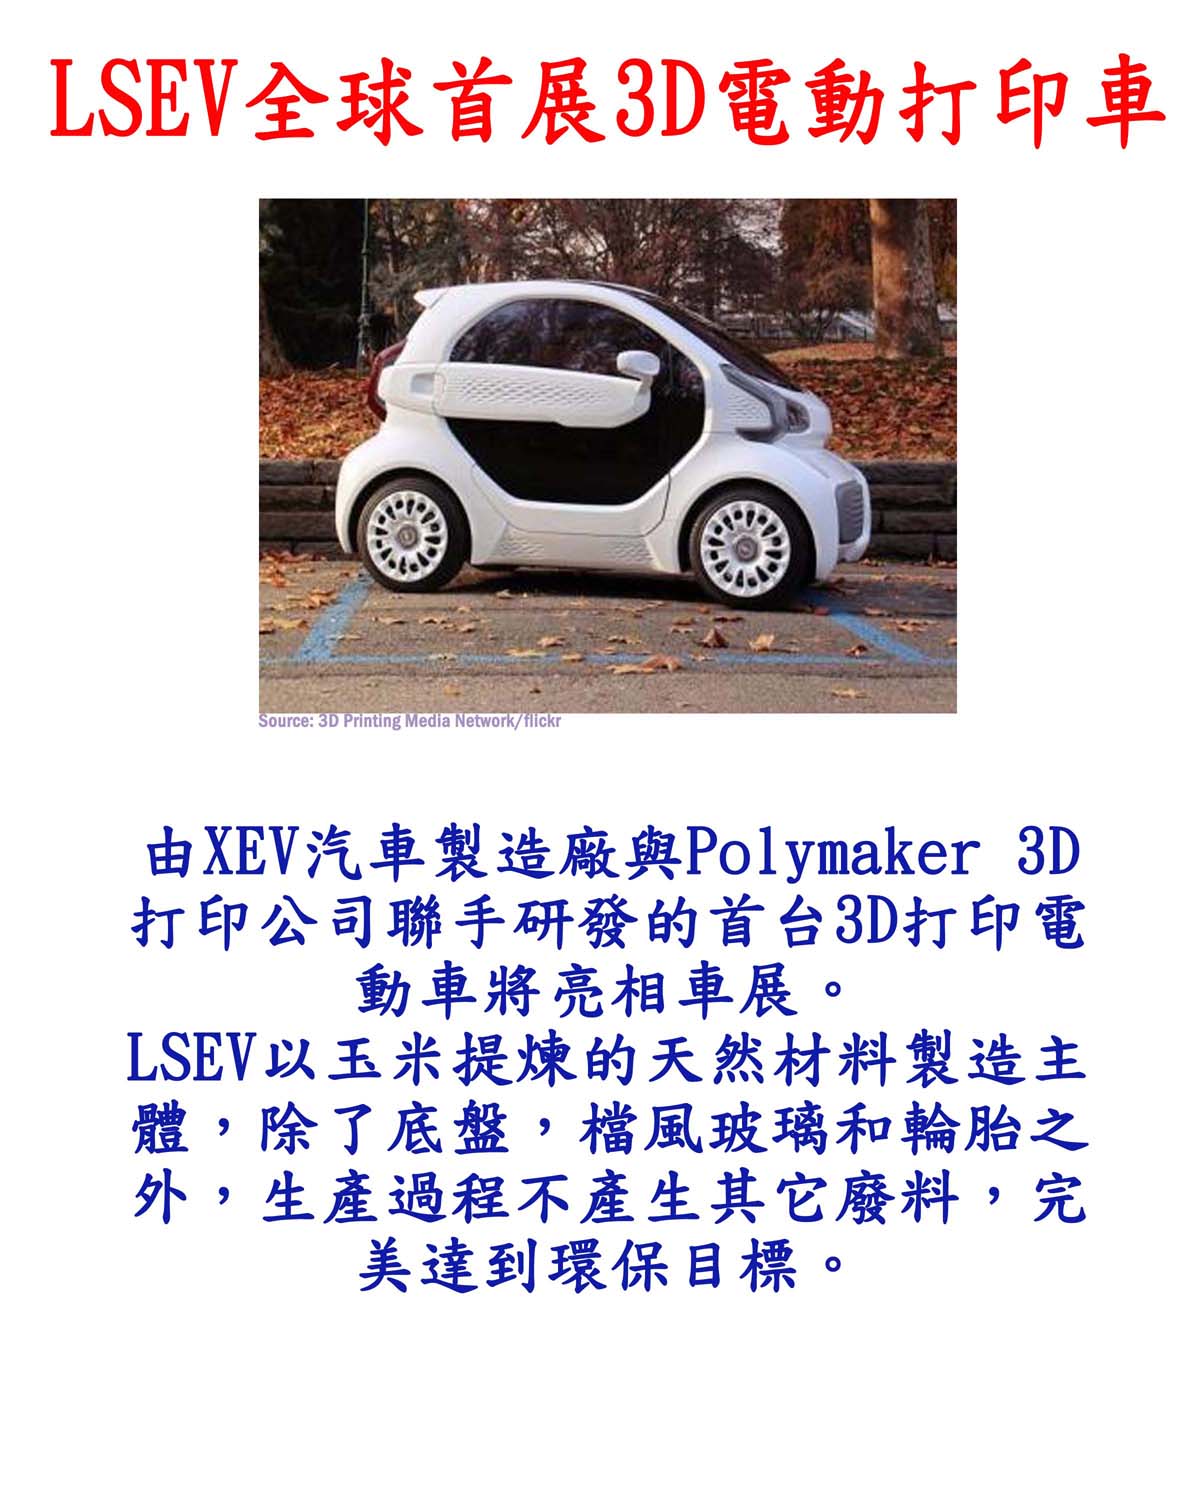 LSEV全球首展3D電動打印車
Source: 3D Printing Media Network/flickr
由XEV汽車製造廠與Polymaker 3D
打印公司聯手研發的首台3D打印電
動車將亮相車展。
LSEV以玉米提煉的天然材料製造主
體，除了底盤，檔風玻璃和輪胎之
外，生產過程不產生其它廢料，完
美達到環保目標。